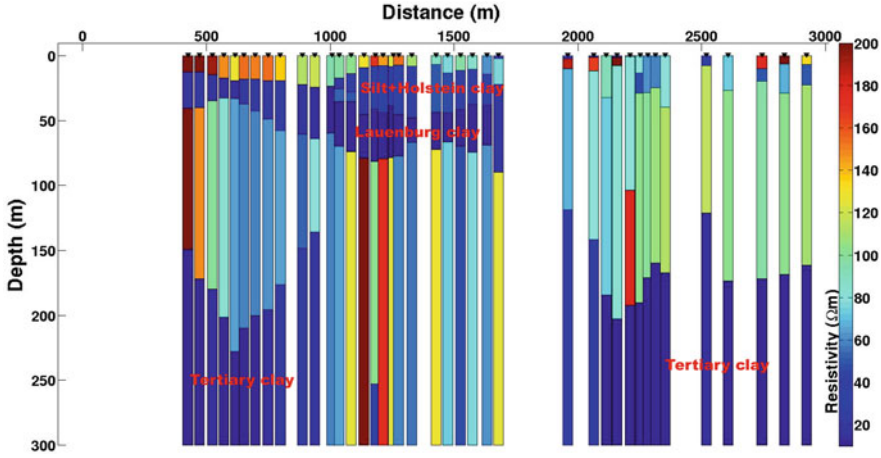 Distance (m)
0 500 1000 1500 2000 2500 3000
0
50
100
150
200
250
300
Depth (m)
Silt+Holstein clay
Lauenburg clay
Tertiary clay
Tertiary clay
200
180
160
140
120
100
80
60
40
20
Resistivity (Ωm)